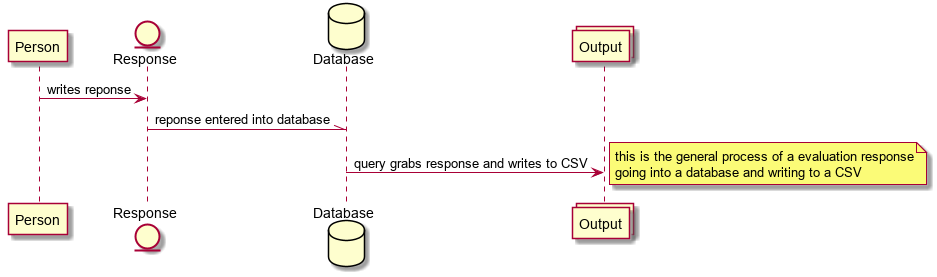 Person
Response
Database
Output
writes reponse
reponse entered into database
query grabs response and writes to CSV
this is the general process of a evaluation response
going into a database and writing to a CSV
Person
Response
Database
Output